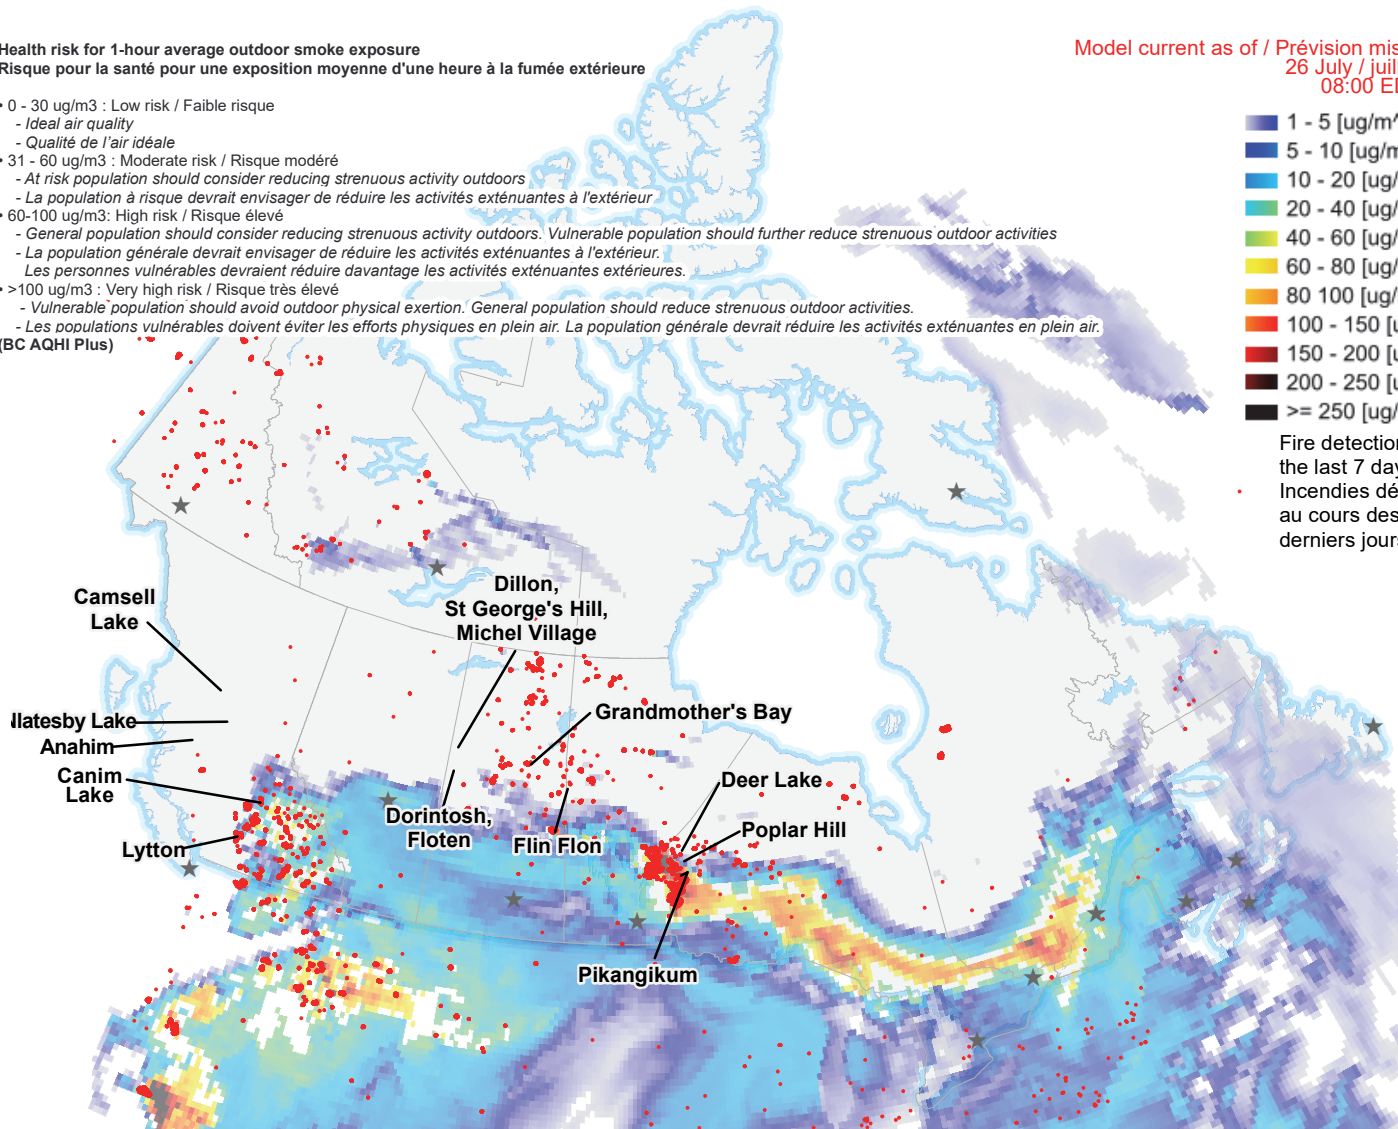 Health risk for 1-hour average outdoor smoke exposure
Risque pour la santé pour une exposition moyenne d'une heure à la fumée extérieure
• 0 - 30 ug/m3 : Low risk / Faible risque
- Ideal air quality
- Qualité de l'air idéale
• 31 - 60 ug/m3 : Moderate risk / Risque modéré
- At risk population should consider reducing strenuous activity outdoors
- La population à risque devrait envisager de réduire les activités exténuantes à l'extérieur
• 60-100 ug/m3: High risk / Risque élevé
- General population should consider reducing strenuous activity outdoors. Vulnerable population should further reduce strenuous outdoor activities
- La population générale devrait envisager de réduire les activités exténuantes à l'extérieur.
Les personnes vulnérables devraient réduire davantage les activités exténuantes extérieures.
• >100 ug/m3 : Very high risk / Risque très élevé
- Vulnerable population should avoid outdoor physical exertion. General population should reduce strenuous outdoor activities.
- Les populations vulnérables doivent éviter les efforts physiques en plein air. La population générale devrait réduire les activités exténuantes en plein air.
(BC AQHI Plus)
Model current as of / Prévision mis
26 July / juil
08:00 ED
1 - 5 [ug/m^
5 - 10 [ug/m
10 - 20 [ug/
20 - 40 [ug/
40 - 60 [ug/
60 - 80 [ug/
80 100 [ug/
100 - 150 [u
150 - 200 [u
200 - 250 [u
>= 250 [ug/
Fire detection
the last 7 day
Incendies dé
au cours des
derniers jours
Camsell
Lake
Dillon,
St George's Hill,
Michel Village
latesby Lake
Anahim
Canim
Lake
Lytton
Grandmother's Bay
Deer Lake
Poplar Hill
Dorintosh,
Floten
Flin Flon
Pikangikum